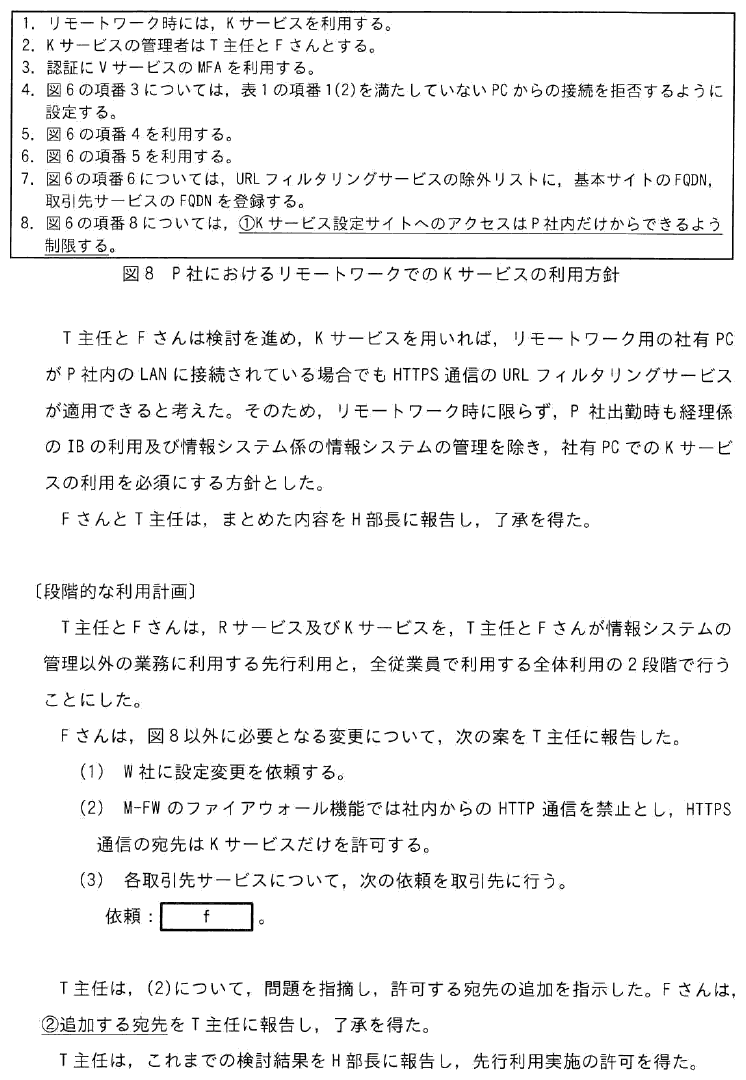 1. リモートワーク時には，Kサービスを利用する。
2. Kサービスの管理者はT主任とFさんとする。
3. 認証にVサービスのMFAを利用する。
4. 図6の項番3については，表1の項番1(2)を満たしていないPCからの接続を拒否するように
設定する。
5. 図6の項番4を利用する。
6. 図6の項番5を利用する。
7. 図6の項番6については，URLフィルタリングサービスの除外リストに，基本サイトのFQDN，
取引先サービスのFQDNを登録する。
8. 図6の項番8については，①Kサービス設定サイトへのアクセスはP社内だけからできるよう
制限する。
図8 P社におけるリモートワークでのKサービスの利用方針
T主任とFさんは検討を進め，Kサービスを用いれば，リモートワーク用の社有PC
がP社内のLANに接続されている場合でもHTTPS通信のURLフィルタリングサービス
が適用できると考えた。そのため，リモートワーク時に限らず，P社出勤時も経理係
のIBの利用及び情報システム係の情報システムの管理を除き，社有PCでのKサービ
スの利用を必須にする方針とした。
FさんとT主任は，まとめた内容をH部長に報告し，了承を得た。
〔段階的な利用計画〕
T主任とFさんは，Rサービス及びKサービスを，T主任とFさんが情報システムの
管理以外の業務に利用する先行利用と，全従業員で利用する全体利用の2段階で行う
ことにした。
Fさんは，図8以外に必要となる変更について，次の案をT主任に報告した。
(1) W社に設定変更を依頼する。
(2) M-FWのファイアウォール機能では社内からのHTTP通信を禁止とし，HTTPS
通信の宛先はKサービスだけを許可する。
(3) 各取引先サービスについて，次の依頼を取引先に行う。
依頼： f 。
T主任は，(2)について，問題を指摘し，許可する宛先の追加を指示した。Fさんは，
②追加する宛先をT主任に報告し，了承を得た。
T主任は，これまでの検討結果をH部長に報告し，先行利用実施の許可を得た。